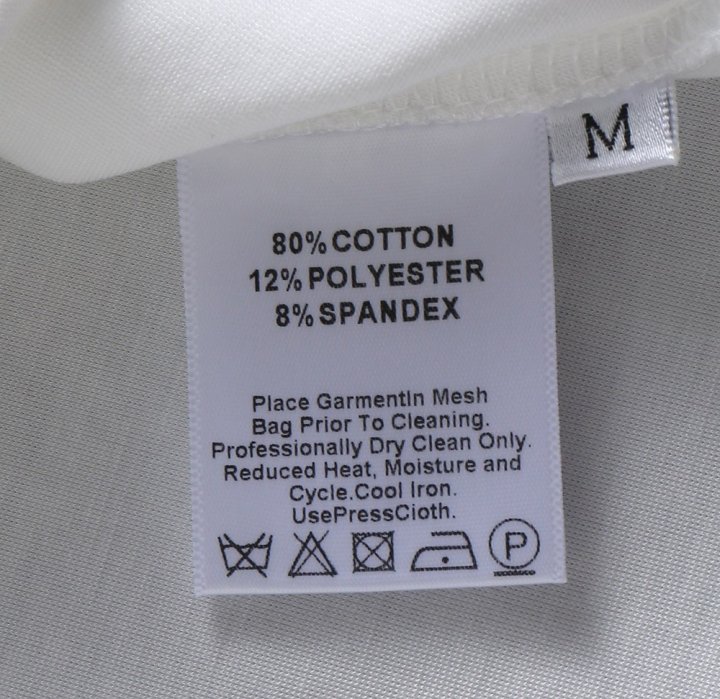 M
80% COTTON
12% POLYESTER
8% SPANDEX
Place GarmentIn Mesh
Bag Prior To Cleaning.
Professionally Dry Clean Only.
Reduced Heat, Moisture and
Cycle.Cool Iron.
UsePressCloth.
P